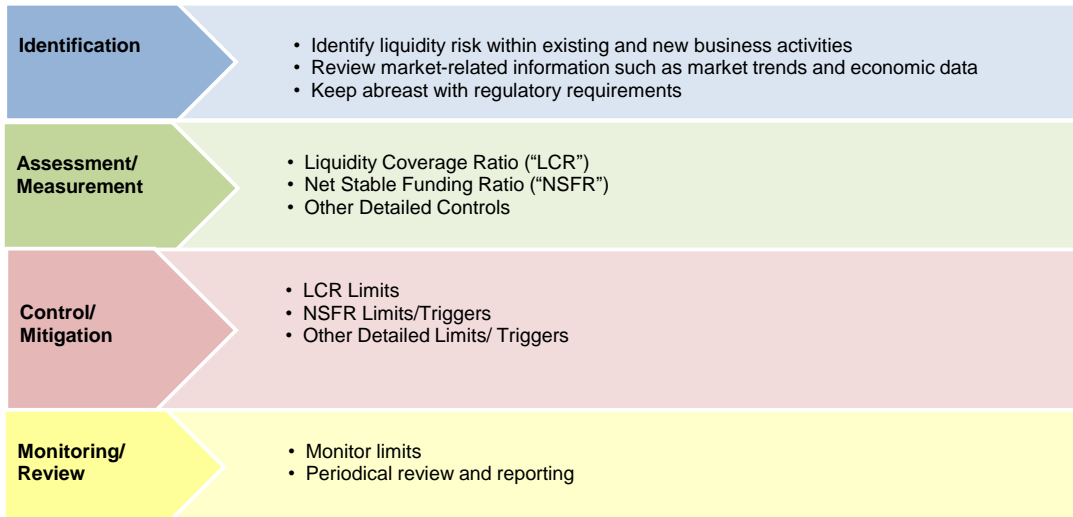 Identification
• Identify liquidity risk within existing and new business activities
• Review market-related information such as market trends and economic data
• Keep abreast with regulatory requirements
Assessment/
Measurement
• Liquidity Coverage Ratio (“LCR”)
• Net Stable Funding Ratio (“NSFR”)
• Other Detailed Controls
Control/
Mitigation
• LCR Limits
• NSFR Limits/Triggers
• Other Detailed Limits/ Triggers
Monitoring/
Review
• Monitor limits
• Periodical review and reporting